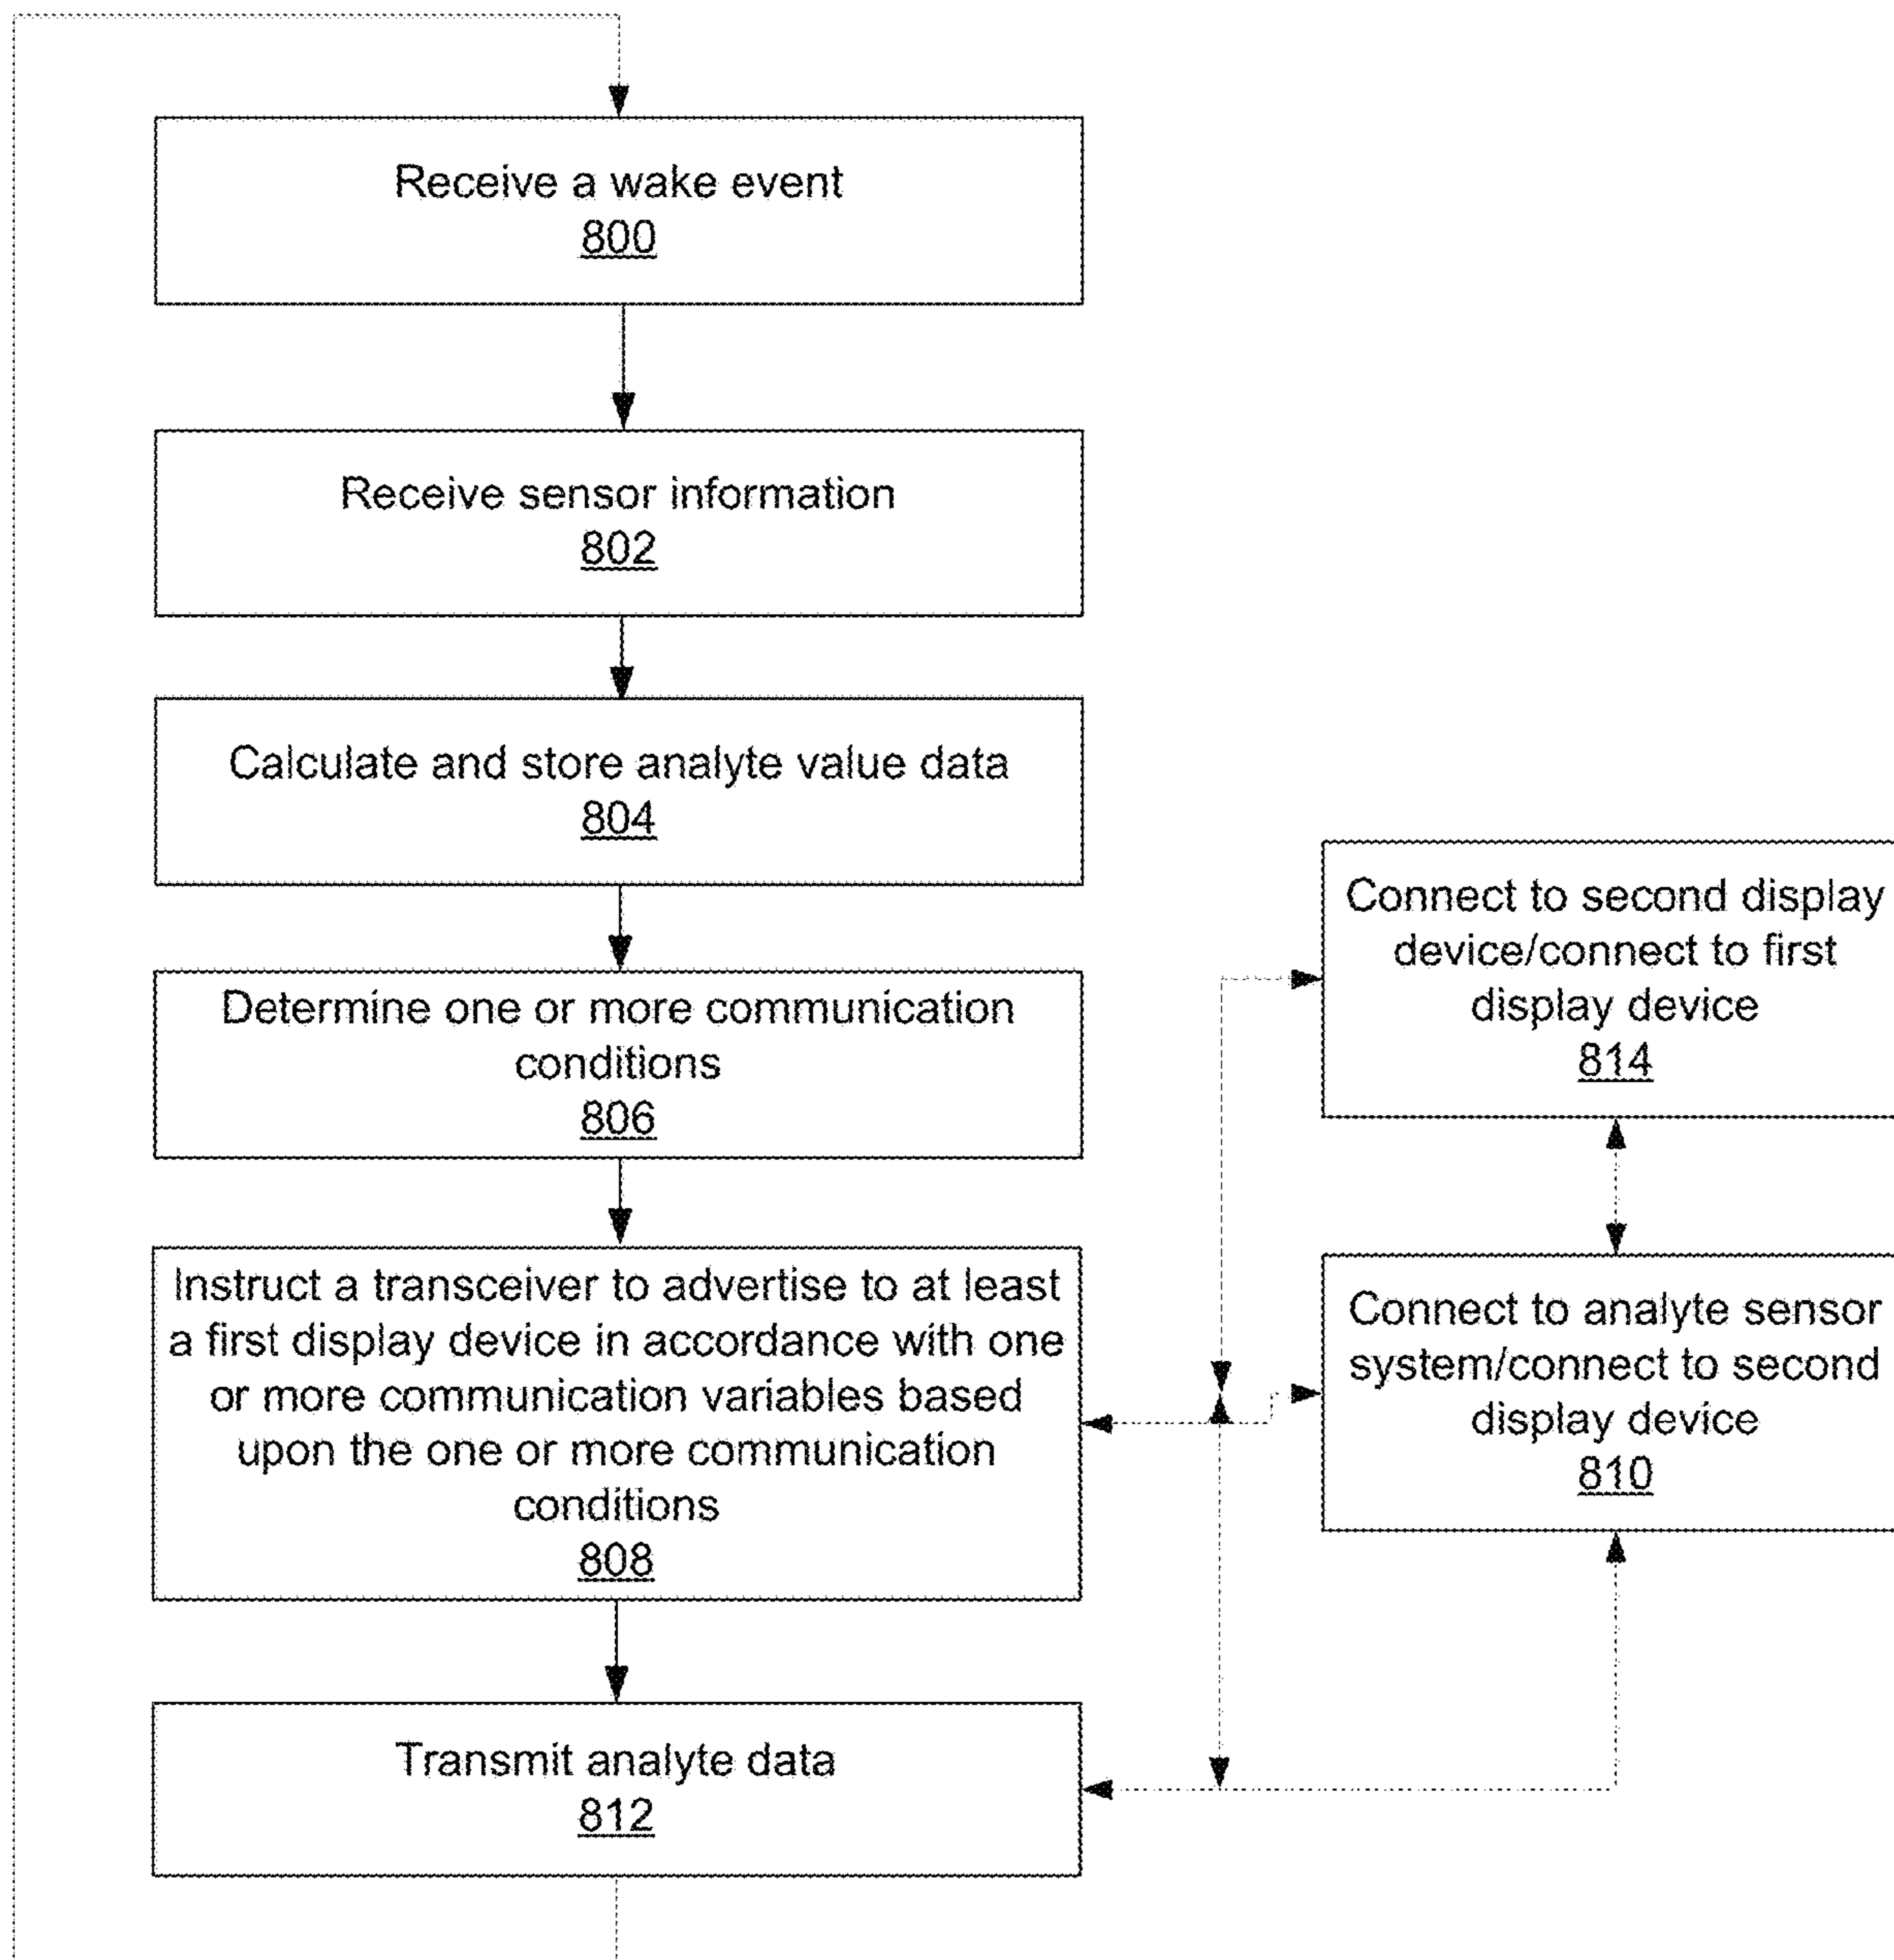 Receive a wake event
800
Receive sensor information
802
Calculate and store analyte value data
804
Determine one or more communication
conditions
806
Instruct a transceiver to advertise to at least
a first display device in accordance with one
or more communication variables based
upon the one or more communication
conditions
808
Transmit analyte data
812
Connect to second display
device/connect to first
display device
814
Connect to analyte sensor
system/connect to second
display device
810